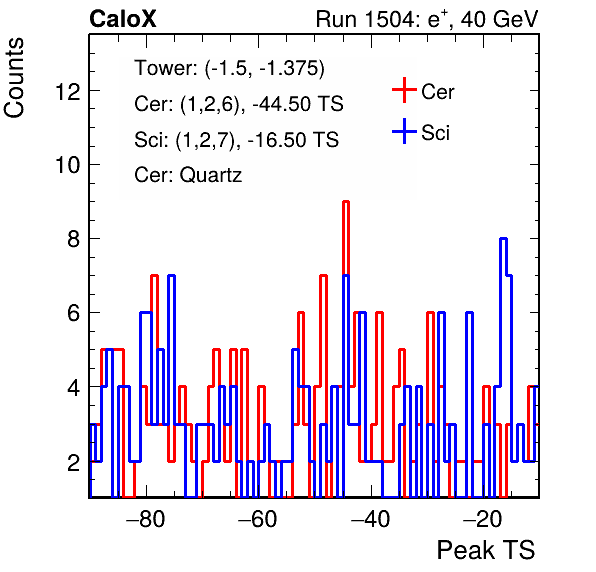 CaloX Run 1504: e⁺, 40 GeV
Counts
Tower: (-1.5, -1.375)
Cer: (1,2,6), -44.50 TS
Sci: (1,2,7), -16.50 TS
Cer: Quartz
Cer
Sci
12
10
8
6
4
2
−80 −60 −40 −20
Peak TS